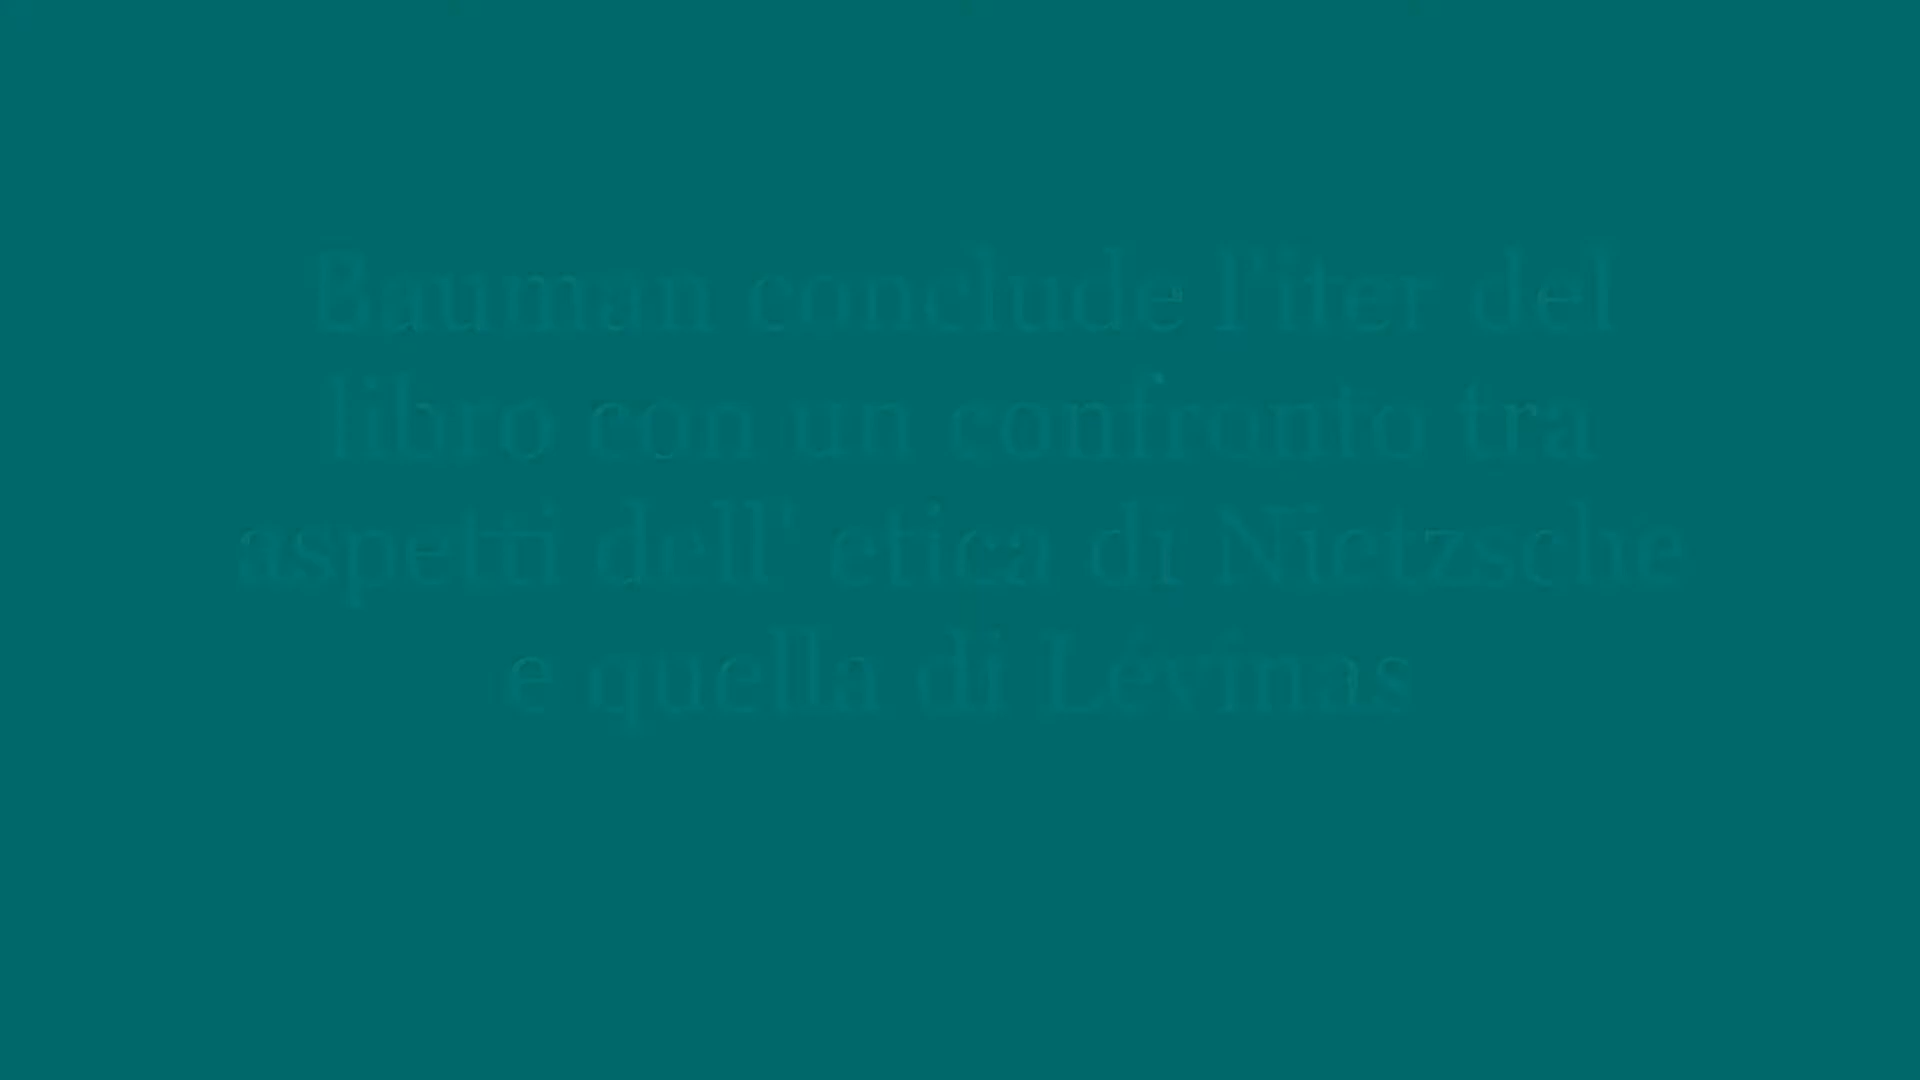 Bauman conclude l'iter del
libro con un confronto tra
aspetti dell' etica di Nietzsche
e quella di Lévinas